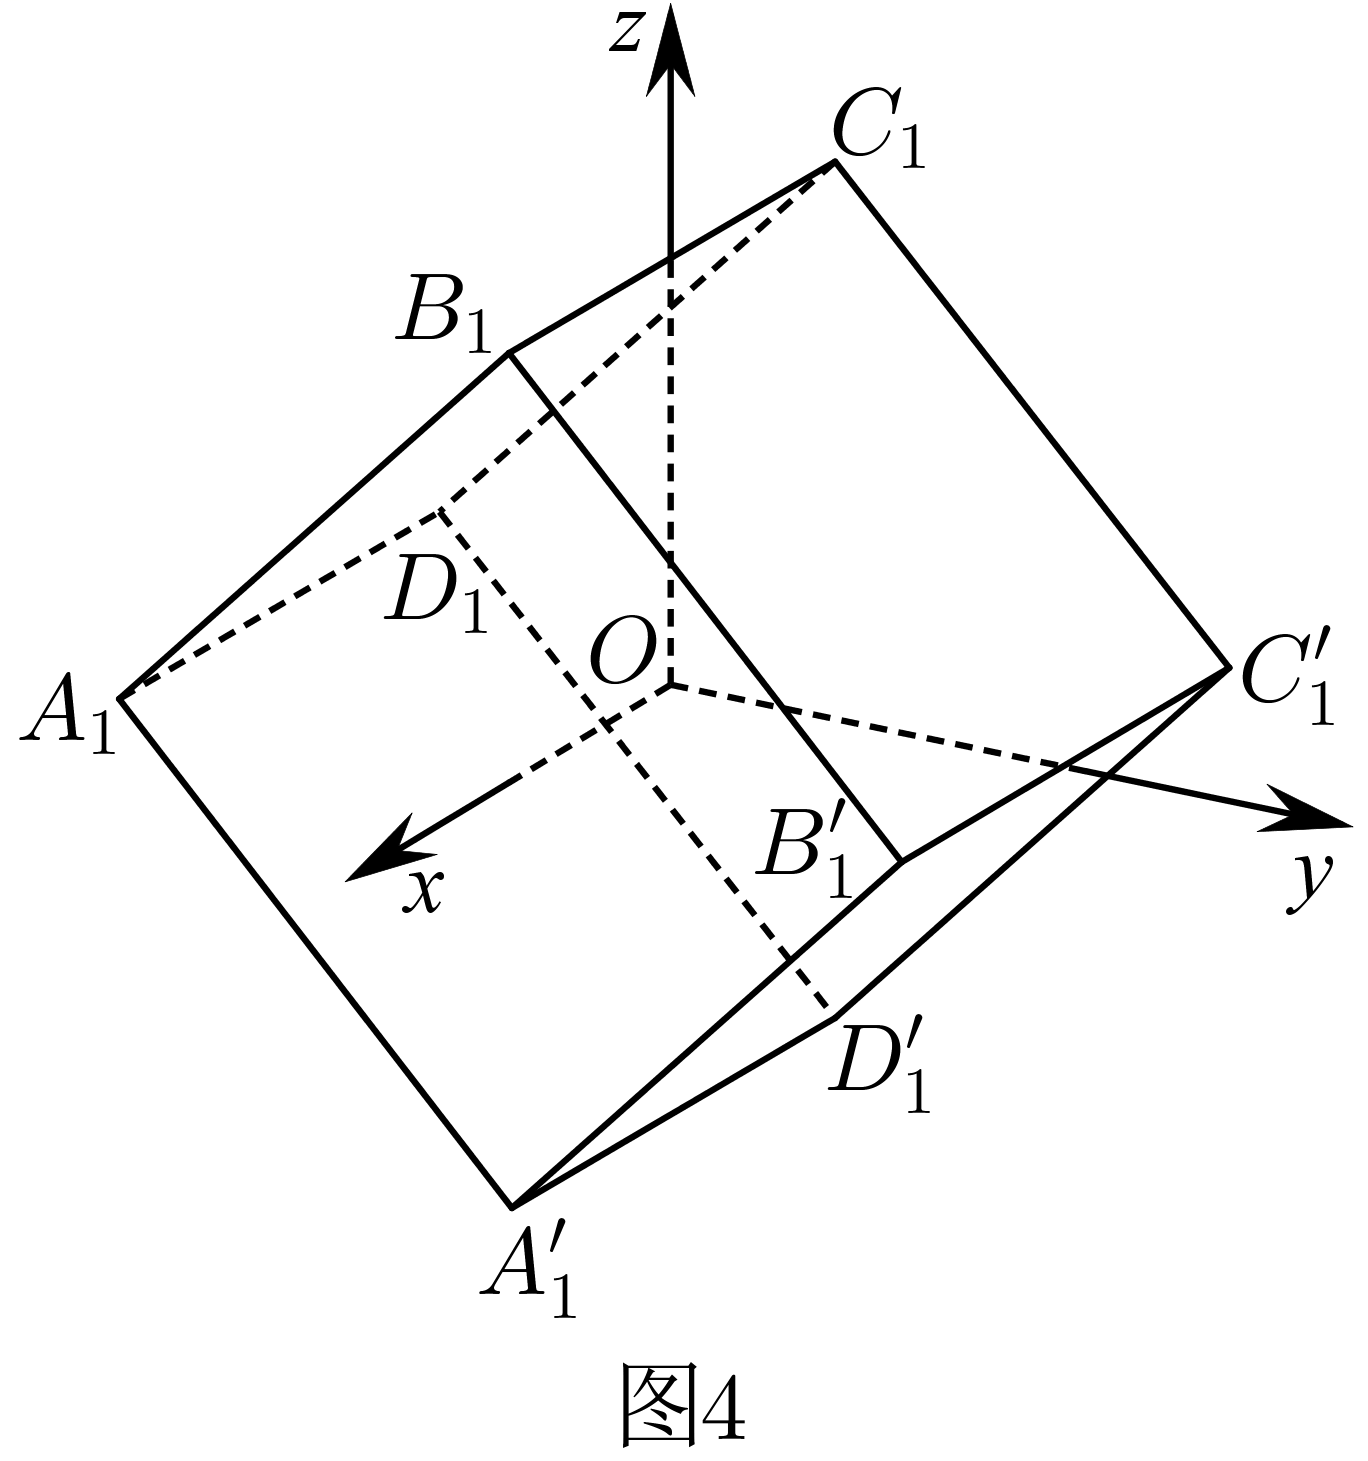 z
C₁
B₁
D₁
O
A₁
C₁′
B₁′
x
y
D₁′
A₁′
图4